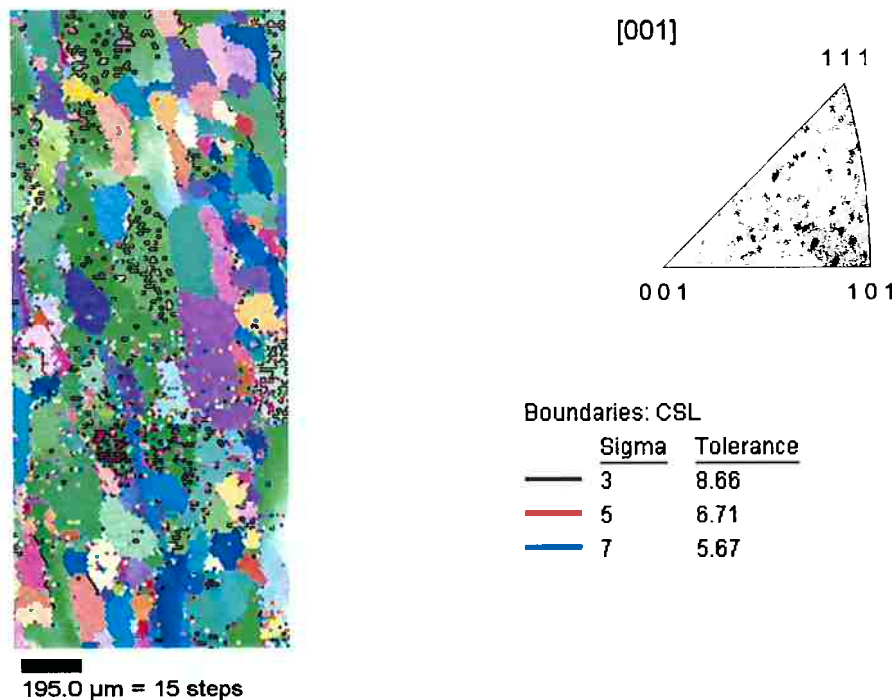 [001]
1 1 1
0 0 1
1 0 1
Boundaries: CSL
Sigma Tolerance
3 8.66
5 6.71
7 5.67
195.0 µm = 15 steps